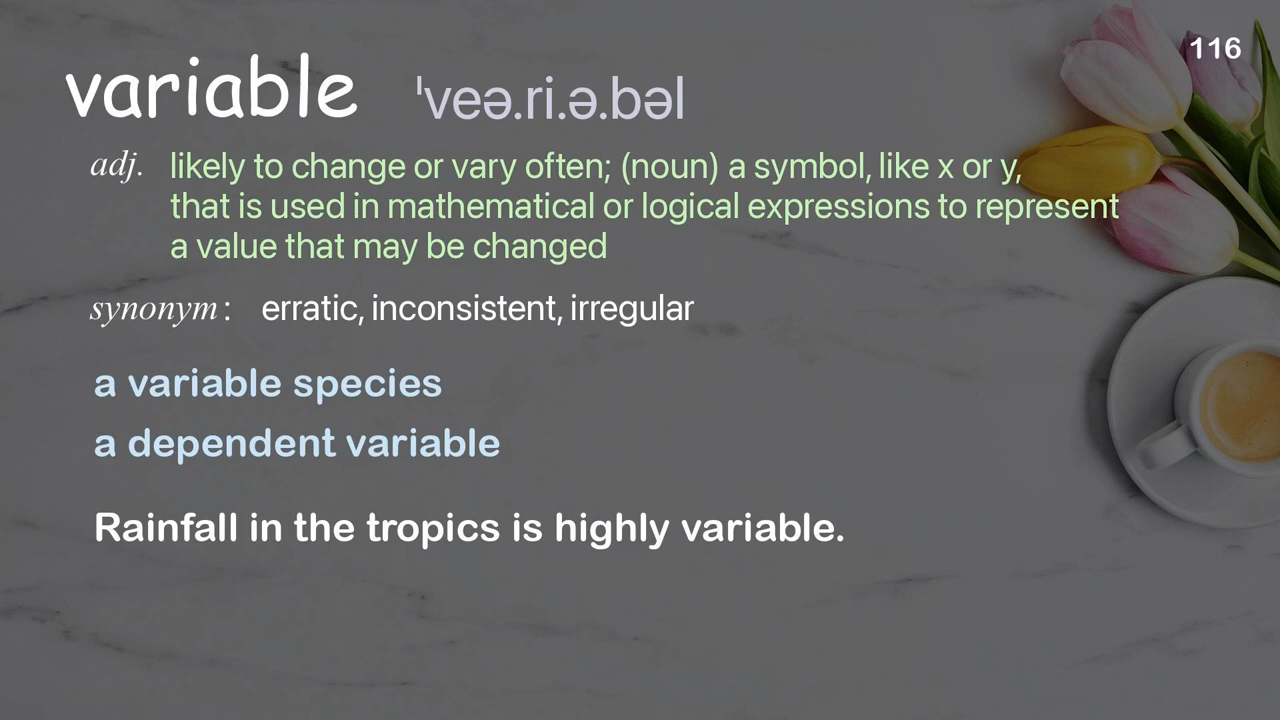 116
variable ˈveə.ri.ə.bəl
adj. likely to change or vary often; (noun) a symbol, like x or y,
that is used in mathematical or logical expressions to represent
a value that may be changed
synonym: erratic, inconsistent, irregular
a variable species
a dependent variable
Rainfall in the tropics is highly variable.